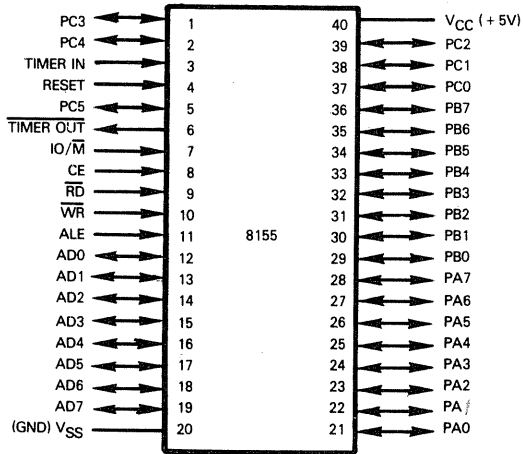 PC3 1 40 VCC (+ 5V)
PC4 2 39 PC2
TIMER IN 3 38 PC1
RESET 4 37 PC0
PC5 5 36 PB7
TIMER OUT 6 35 PB6
IO/M 7 34 PB5
CE 8 33 PB4
RD 9 32 PB3
WR 10 31 PB2
ALE 11 8155 30 PB1
AD0 12 29 PB0
AD1 13 28 PA7
AD2 14 27 PA6
AD3 15 26 PA5
AD4 16 25 PA4
AD5 17 24 PA3
AD6 18 23 PA2
AD7 19 22 PA
(GND) VSS 20 21 PA0